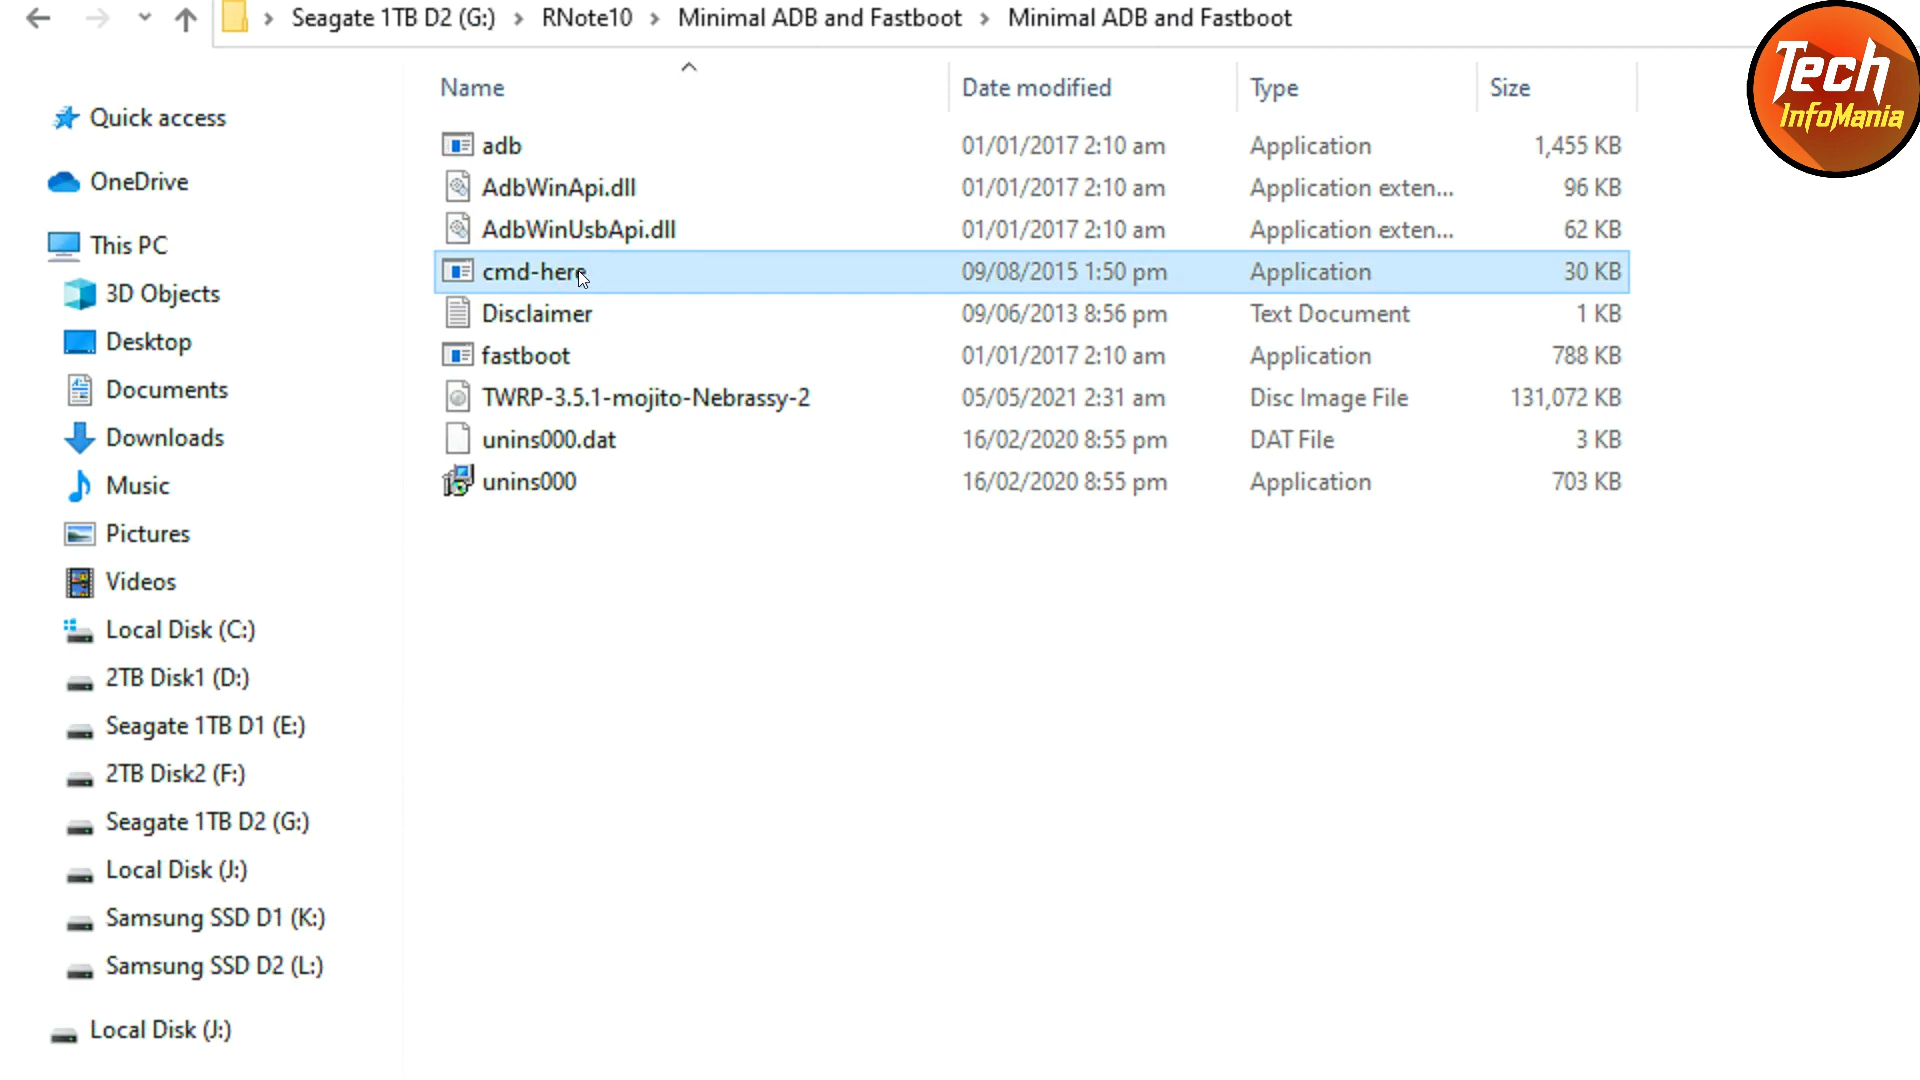 Seagate 1TB D2 (G:) > RNote10 > Minimal ADB and Fastboot > Minimal ADB and Fastboot
Tech
InfoMania
Name Date modified Type Size
Quick access
OneDrive
This PC
3D Objects
Desktop
Documents
Downloads
Music
Pictures
Videos
Local Disk (C:)
2TB Disk1 (D:)
Seagate 1TB D1 (E:)
2TB Disk2 (F:)
Seagate 1TB D2 (G:)
Local Disk (J:)
Samsung SSD D1 (K:)
Samsung SSD D2 (L:)
Local Disk (J:)
adb 01/01/2017 2:10 am Application 1,455 KB
AdbWinApi.dll 01/01/2017 2:10 am Application exten... 96 KB
AdbWinUsbApi.dll 01/01/2017 2:10 am Application exten... 62 KB
cmd-here 09/08/2015 1:50 pm Application 30 KB
Disclaimer 09/06/2013 8:56 pm Text Document 1 KB
fastboot 01/01/2017 2:10 am Application 788 KB
TWRP-3.5.1-mojito-Nebrassy-2 05/05/2021 2:31 am Disc Image File 131,072 KB
unins000.dat 16/02/2020 8:55 pm DAT File 3 KB
unins000 16/02/2020 8:55 pm Application 703 KB